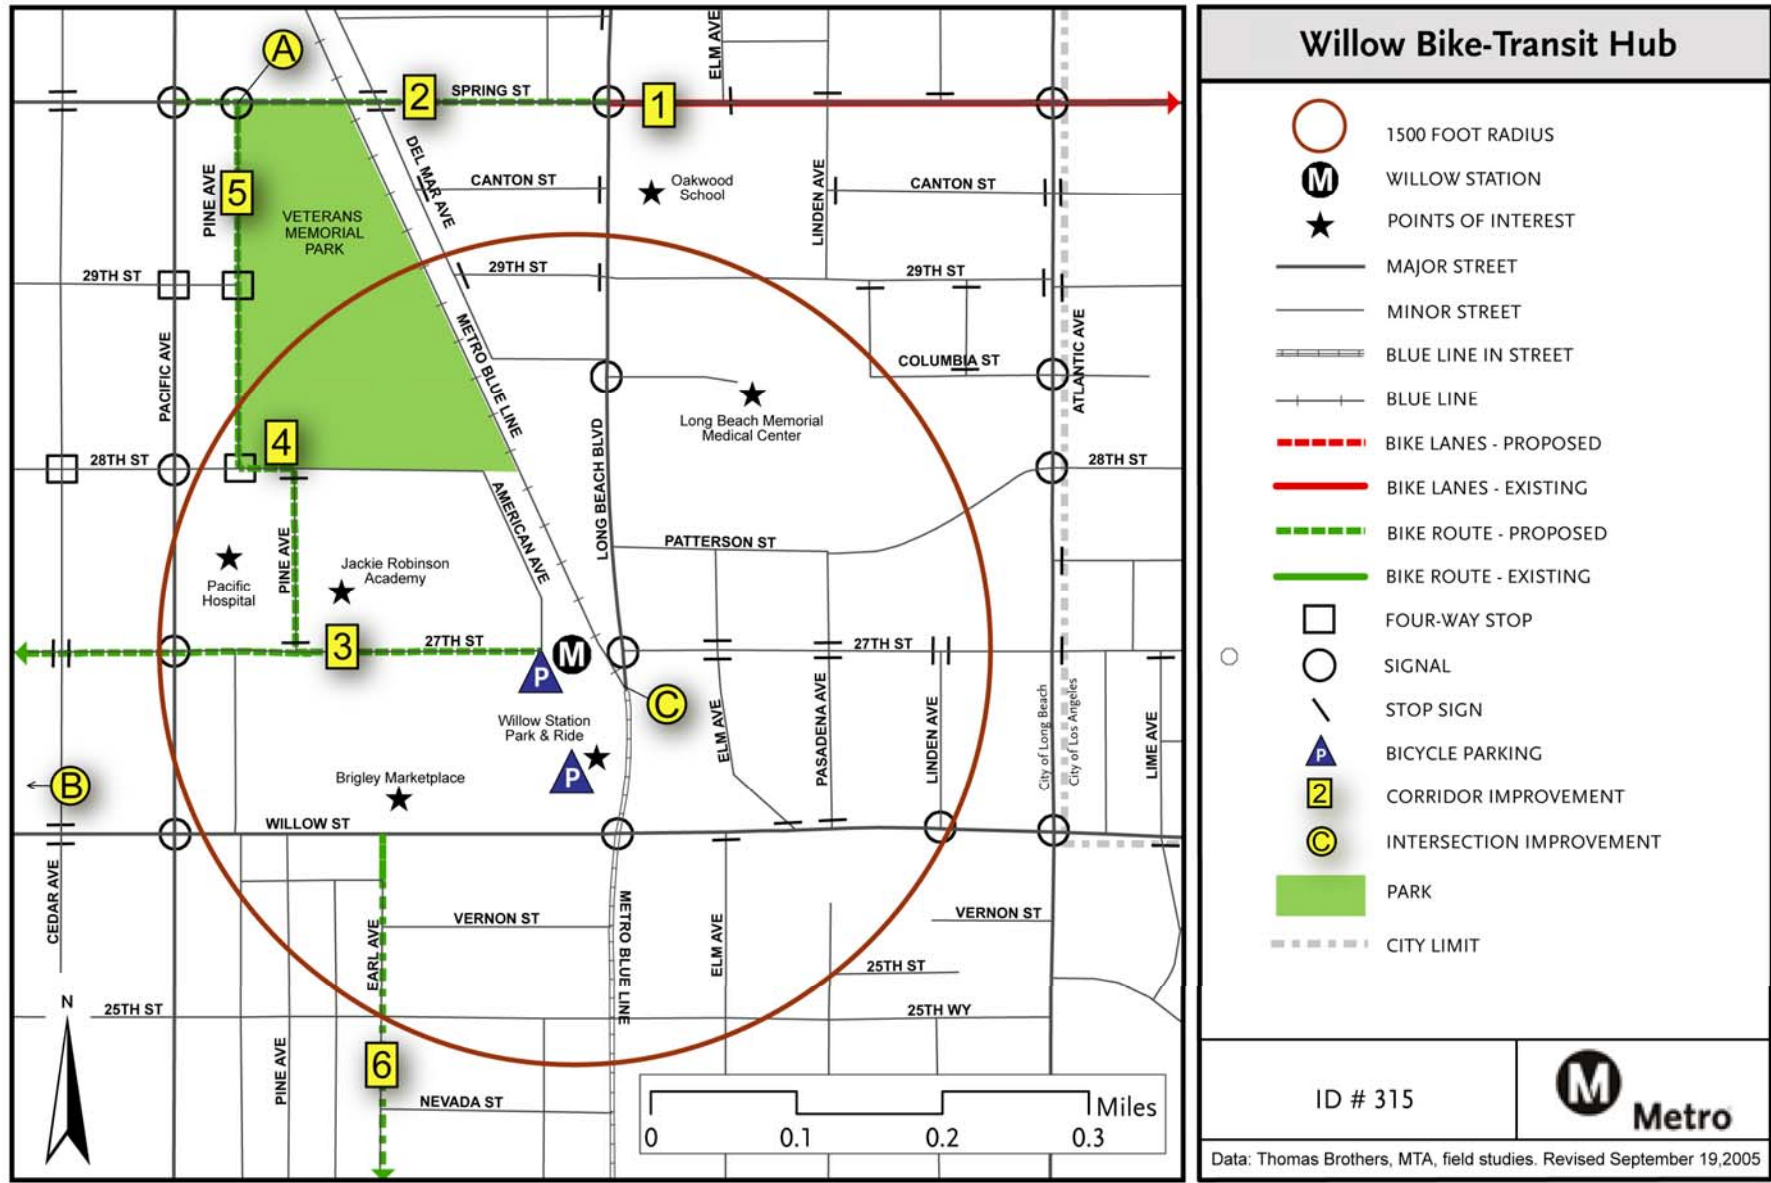 A
ELM AVE
2
SPRING ST
1
DEL MAR AVE
CANTON ST
Oakwood
School
LINDEN AVE
CANTON ST
PINE AVE
5
VETERANS
MEMORIAL
PARK
29TH ST
29TH ST
29TH ST
PACIFIC AVE
METRO BLUE LINE
COLUMBIA ST
ATLANTIC AVE
Long Beach Memorial
Medical Center
4
28TH ST
LONG BEACH BLVD
28TH ST
AMERICAN AVE
PATTERSON ST
PINE AVE
Jackie Robinson
Academy
Pacific
Hospital
3
27TH ST
M
27TH ST
P
C
Willow Station
Park & Ride
P
ELM AVE
PASADENA AVE
LINDEN AVE
City of Long Beach
City of Los Angeles
LIME AVE
B
Brigley Marketplace
WILLOW ST
CEDAR AVE
VERNON ST
VERNON ST
EARL AVE
METRO BLUE LINE
ELM AVE
25TH ST
N
25TH ST
25TH WY
PINE AVE
6
NEVADA ST
Miles
0 0.1 0.2 0.3
Willow Bike-Transit Hub
1500 FOOT RADIUS
M WILLOW STATION
POINTS OF INTEREST
MAJOR STREET
MINOR STREET
BLUE LINE IN STREET
BLUE LINE
BIKE LANES - PROPOSED
BIKE LANES - EXISTING
BIKE ROUTE - PROPOSED
BIKE ROUTE - EXISTING
FOUR-WAY STOP
SIGNAL
STOP SIGN
P BICYCLE PARKING
2 CORRIDOR IMPROVEMENT
C INTERSECTION IMPROVEMENT
PARK
CITY LIMIT
ID # 315
M Metro
Data: Thomas Brothers, MTA, field studies. Revised September 19,2005